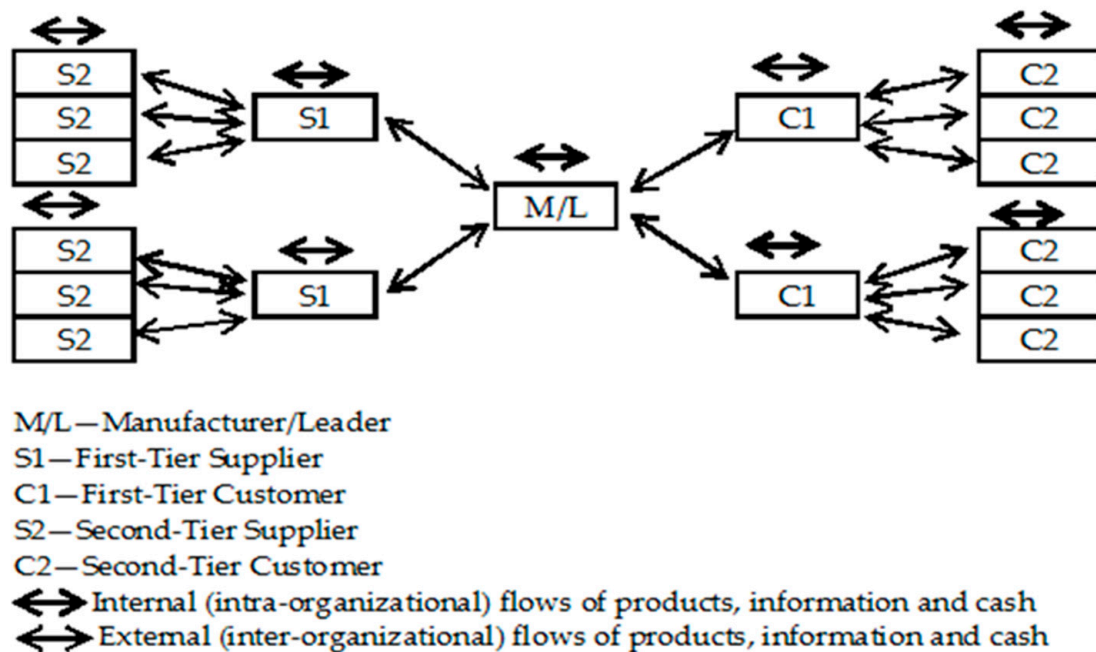 S2
S2
S2
S1
C1
C2
C2
C2
M/L
S2
S2
S2
S1
C1
C2
C2
C2
M/L—Manufacturer/Leader
S1—First-Tier Supplier
C1—First-Tier Customer
S2—Second-Tier Supplier
C2—Second-Tier Customer
Internal (intra-organizational) flows of products, information and cash
External (inter-organizational) flows of products, information and cash